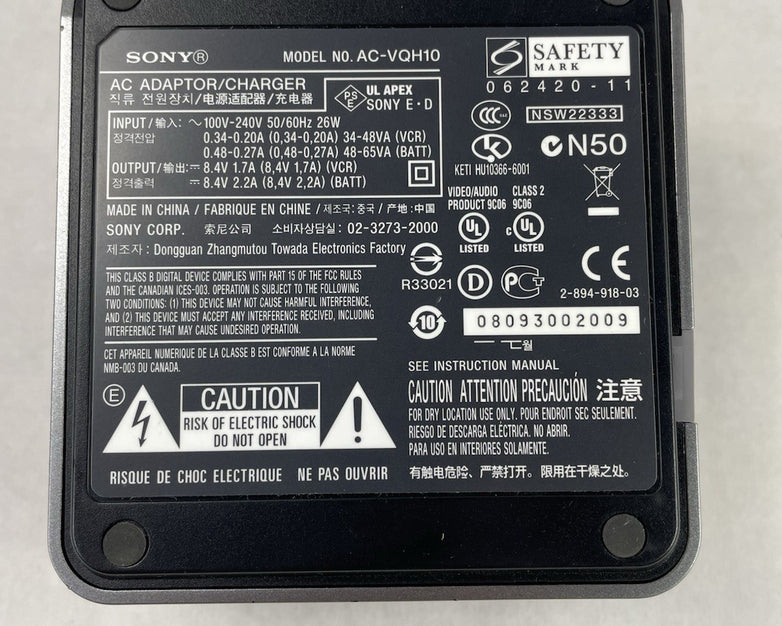 SONY® MODEL NO. AC-VQH10
AC ADAPTOR/CHARGER
직류 전원장치/电源适配器/充电器
PS E
UL APEX
SONY E·D
INPUT/输入: ~100V-240V 50/60Hz 26W
정격전압 0.34-0.20A (0,34-0,20A) 34-48VA (VCR)
0.48-0.27A (0,48-0,27A) 48-65VA (BATT)
OUTPUT/输出:⎓8.4V 1.7A (8,4V 1,7A) (VCR)
정격출력 ⎓8.4V 2.2A (8,4V 2,2A) (BATT)
SAFETY
MARK
062420-11
CCC
NSW22333
K
N50
KETI HU10366-6001
VIDEO/AUDIO
PRODUCT 9C06
CLASS 2
9C06
UL
LISTED
c UL
LISTED
MADE IN CHINA / FABRIQUE EN CHINE /제조국:중국 / 产地:中国
SONY CORP. 索尼公司 소비자상담실: 02-3273-2000
제조자: Dongguan Zhangmutou Towada Electronics Factory
R33021
D
CE
2-894-918-03
10
08093002009
월
THIS CLASS B DIGITAL DEVICE COMPLIES WITH PART 15 OF THE FCC RULES
AND THE CANADIAN ICES-003. OPERATION IS SUBJECT TO THE FOLLOWING
TWO CONDITIONS: (1) THIS DEVICE MAY NOT CAUSE HARMFUL INTERFERENCE,
AND (2) THIS DEVICE MUST ACCEPT ANY INTERFERENCE RECEIVED, INCLUDING
INTERFERENCE THAT MAY CAUSE UNDESIRED OPERATION.
CET APPAREIL NUMERIQUE DE LA CLASSE B EST CONFORME A LA NORME
NMB-003 DU CANADA.
E
CAUTION
RISK OF ELECTRIC SHOCK
DO NOT OPEN
!
RISQUE DE CHOC ELECTRIQUE NE PAS OUVRIR
SEE INSTRUCTION MANUAL
CAUTION ATTENTION PRECAUCIÓN 注意
FOR DRY LOCATION USE ONLY. POUR ENDROIT SEC SEULEMENT.
RIESGO DE DESCARGA ELÉCTRICA. NO ABRIR.
PARA USO EN INTERIORES SOLAMENTE.
有触电危险、严禁打开。限用在干燥之处。